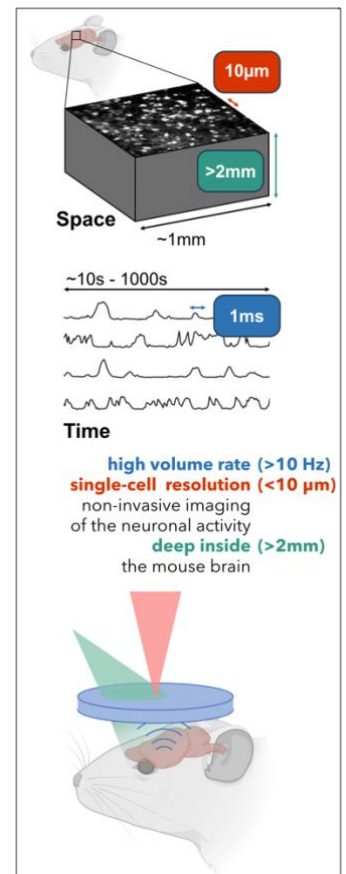 10µm
>2mm
Space
~1mm
~10s - 1000s
1ms
Time
high volume rate (>10 Hz)
single-cell resolution (<10 µm)
non-invasive imaging
of the neuronal activity
deep inside (>2mm)
the mouse brain